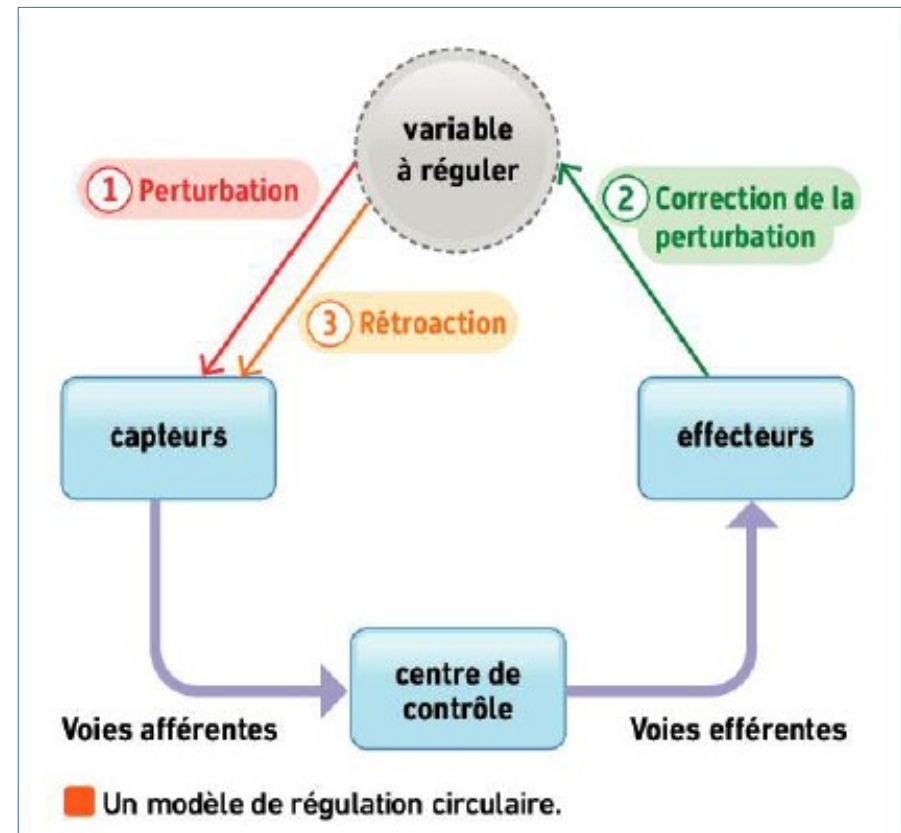 variable
à réguler
1 Perturbation
2 Correction de la
perturbation
3 Rétroaction
capteurs
effecteurs
centre de
contrôle
Voies afférentes
Voies efférentes
Un modèle de régulation circulaire.